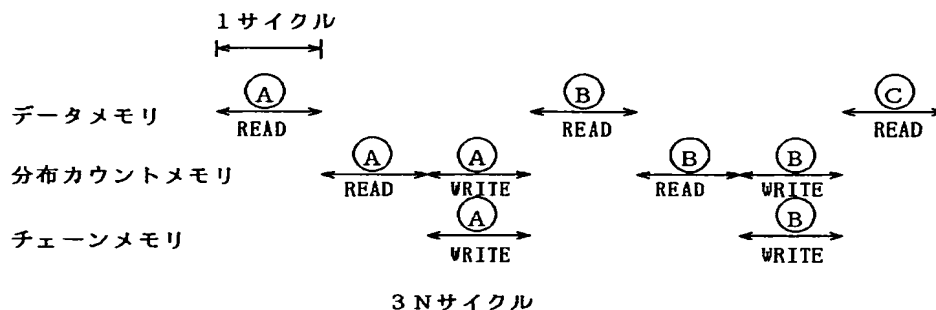 1サイクル
A B C
データメモリ READ READ READ
A A B B
分布カウントメモリ READ WRITE READ WRITE
A B
チェーンメモリ WRITE WRITE
3Nサイクル